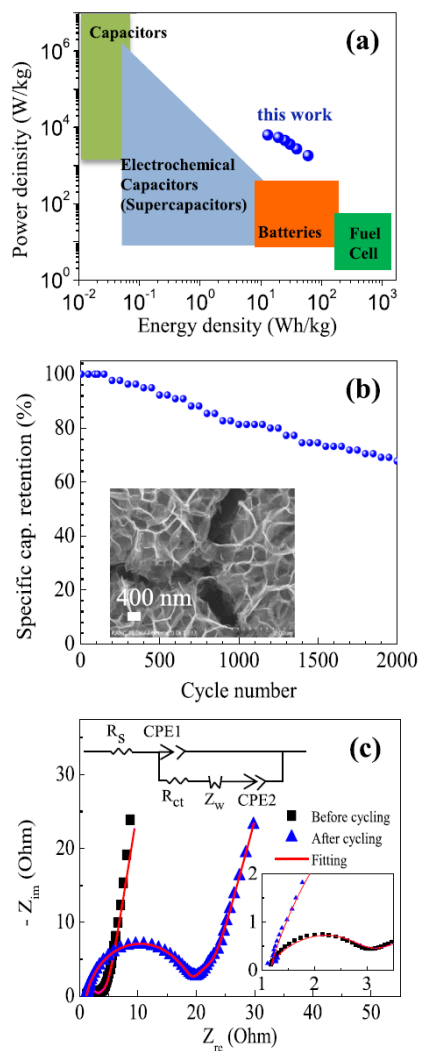 (a)
Capacitors
this work
Electrochemical
Capacitors
(Supercapacitors)
Batteries
Fuel
Cell
Power deinsity (W/kg)
10^6
10^4
10^2
10^0
10^-2 10^-1 10^0 10^1 10^2 10^3
Energy density (Wh/kg)
(b)
Specific cap. retention (%)
100
80
60
40
20
0
400 nm
0 500 1000 1500 2000
Cycle number
(c)
R_S CPE1
R_ct Z_w CPE2
Before cycling
After cycling
Fitting
- Z_im (Ohm)
35
30
25
20
15
10
5
0
2
1
0
1 2 3
0 10 20 30 40 50
Z_re (Ohm)